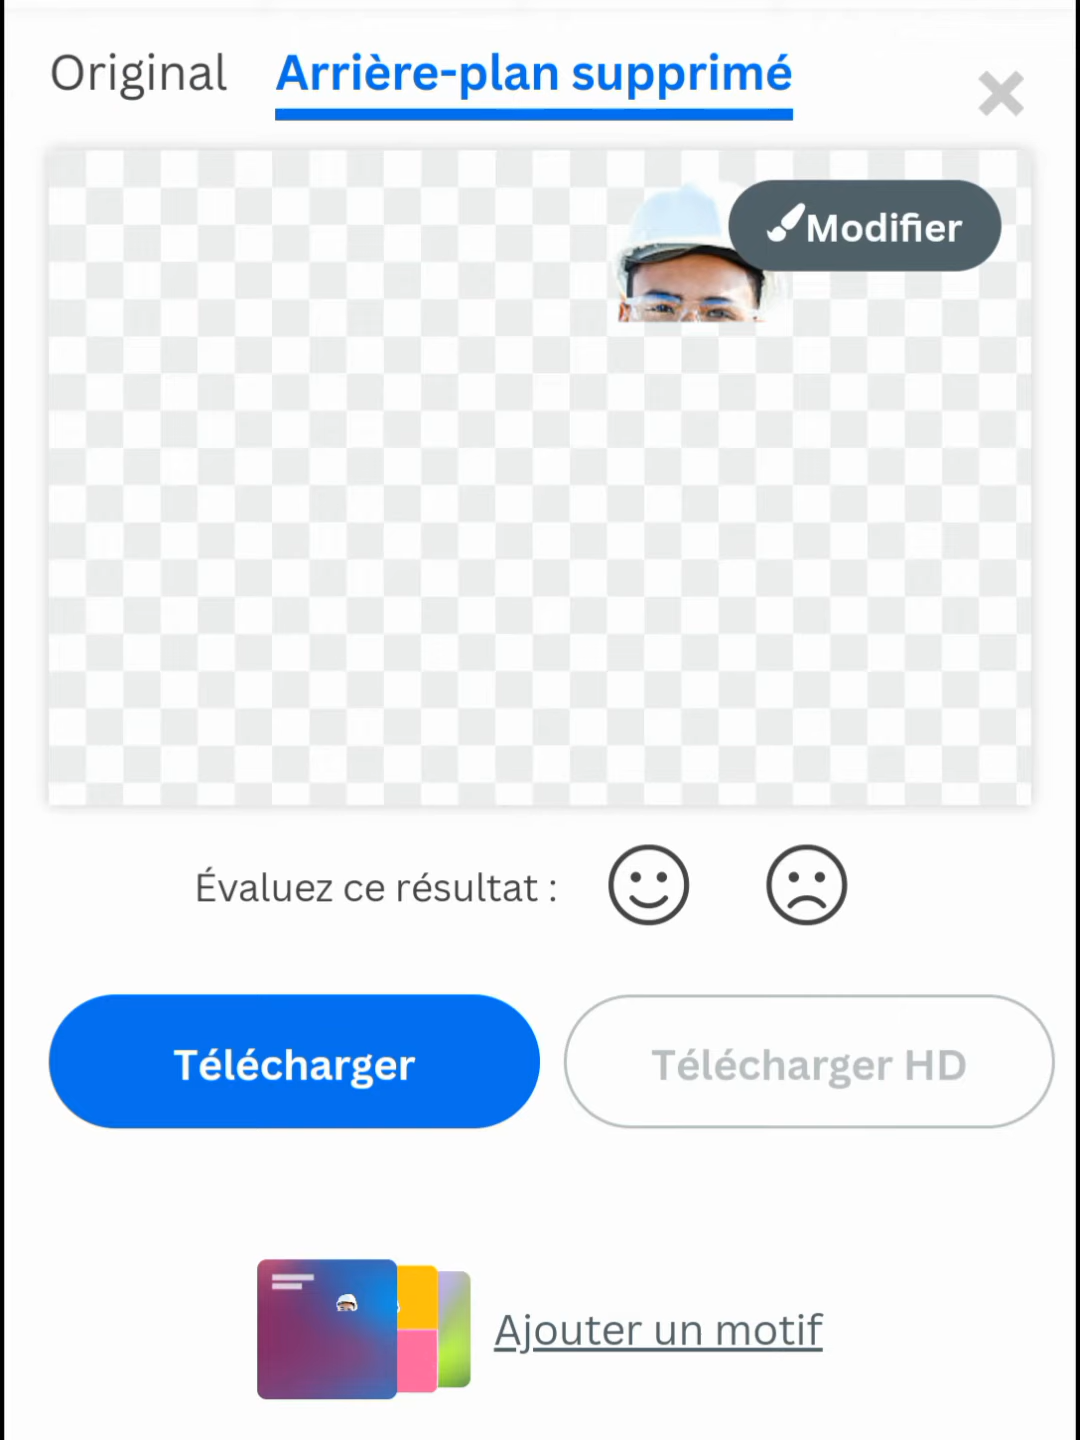 Original
Arrière-plan supprimé
Modifier
Évaluez ce résultat :
Télécharger
Télécharger HD
Ajouter un motif